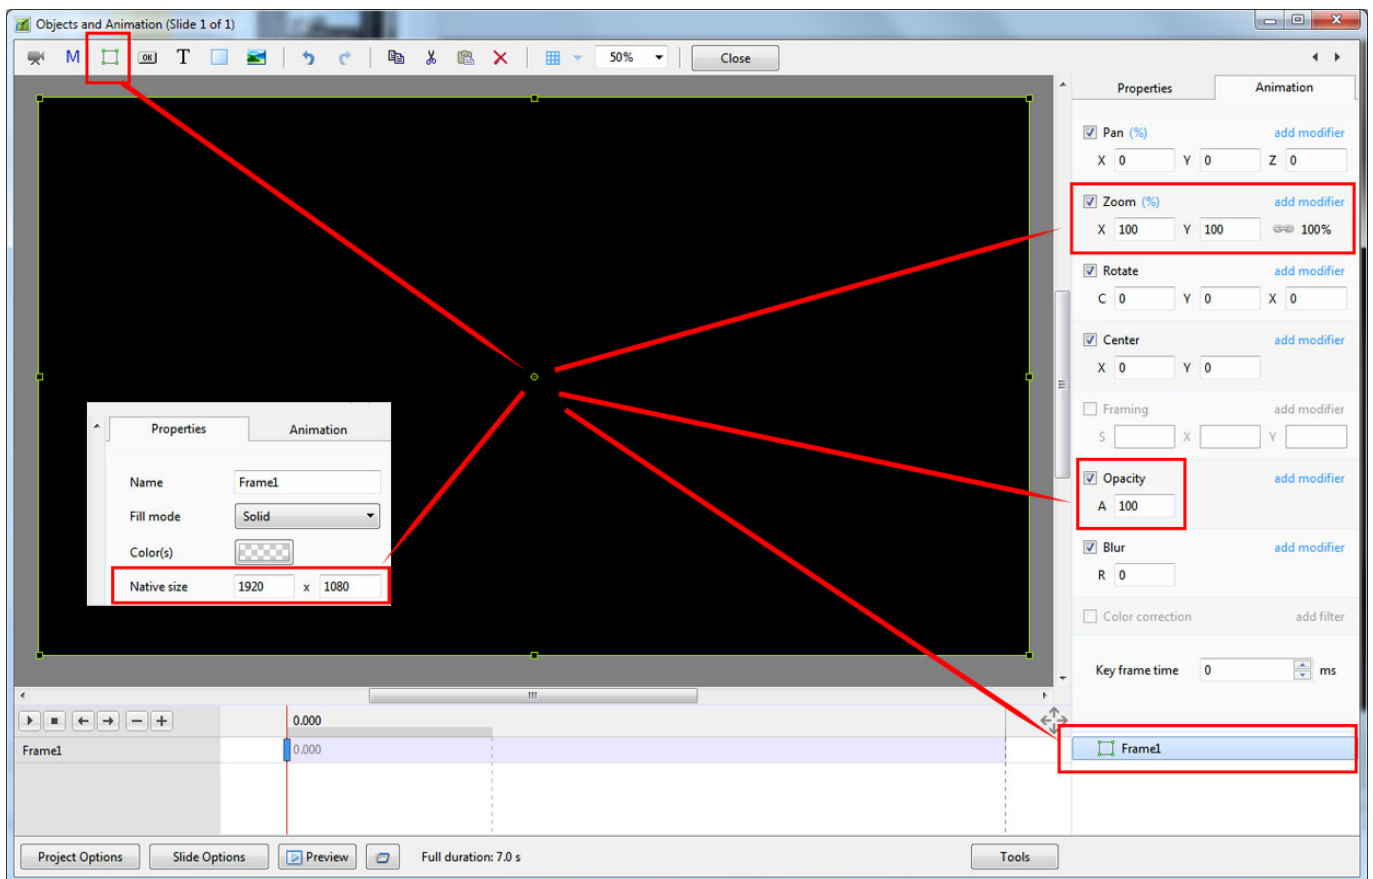 Objects and Animation (Slide 1 of 1)
M OK T 50% Close
Properties Animation
Pan (%) add modifier
X 0 Y 0 Z 0
Zoom (%) add modifier
X 100 Y 100 100%
Rotate add modifier
C 0 Y 0 X 0
Center add modifier
X 0 Y 0
Framing add modifier
S X Y
Opacity add modifier
A 100
Blur add modifier
R 0
Color correction add filter
Key frame time 0 ms
Properties Animation
Name Frame1
Fill mode Solid
Color(s)
Native size 1920 x 1080
0.000
Frame1 0.000
Frame1
Project Options Slide Options Preview Full duration: 7.0 s Tools